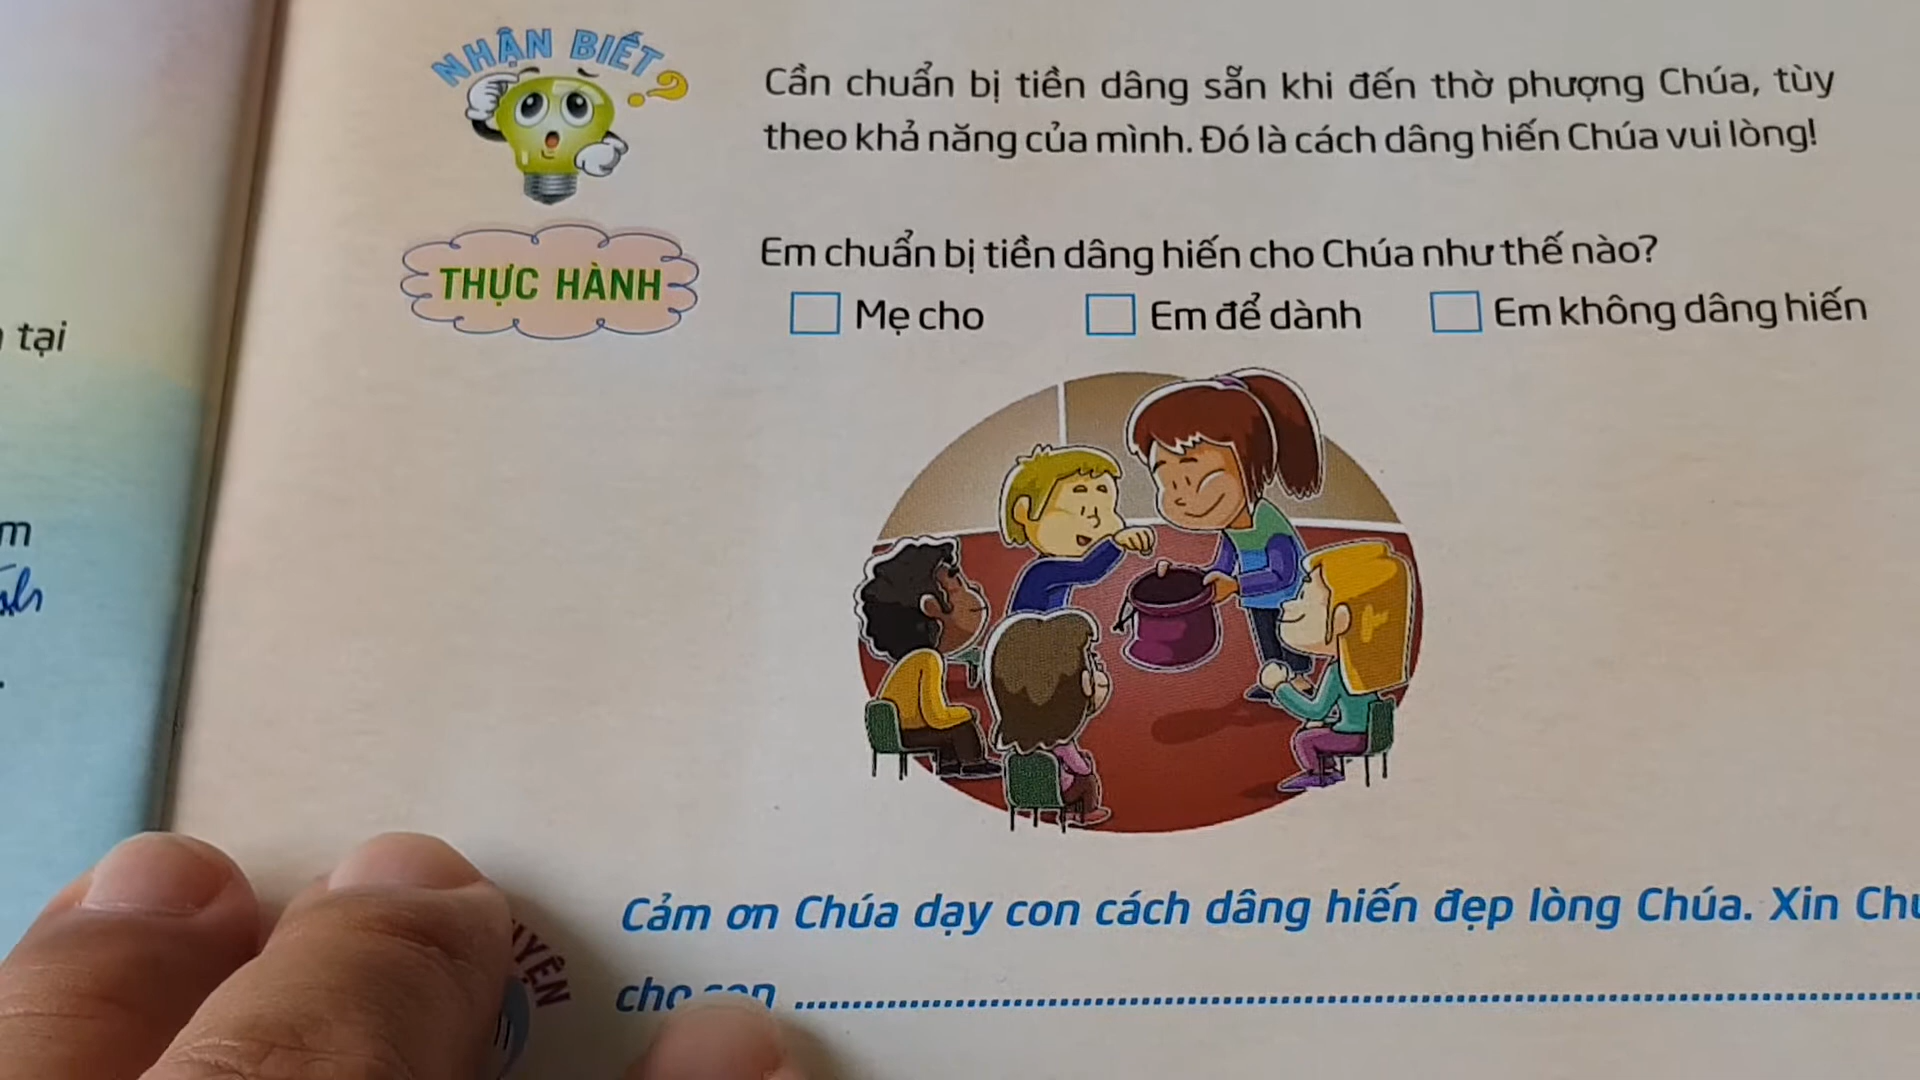 NHẬN BIẾT?
Cần chuẩn bị tiền dâng sẵn khi đến thờ phượng Chúa, tùy
theo khả năng của mình. Đó là cách dâng hiến Chúa vui lòng!
THỰC HÀNH
Em chuẩn bị tiền dâng hiến cho Chúa như thế nào?
Mẹ cho
Em để dành
Em không dâng hiến
tại
Cảm ơn Chúa dạy con cách dâng hiến đẹp lòng Chúa. Xin
cho con